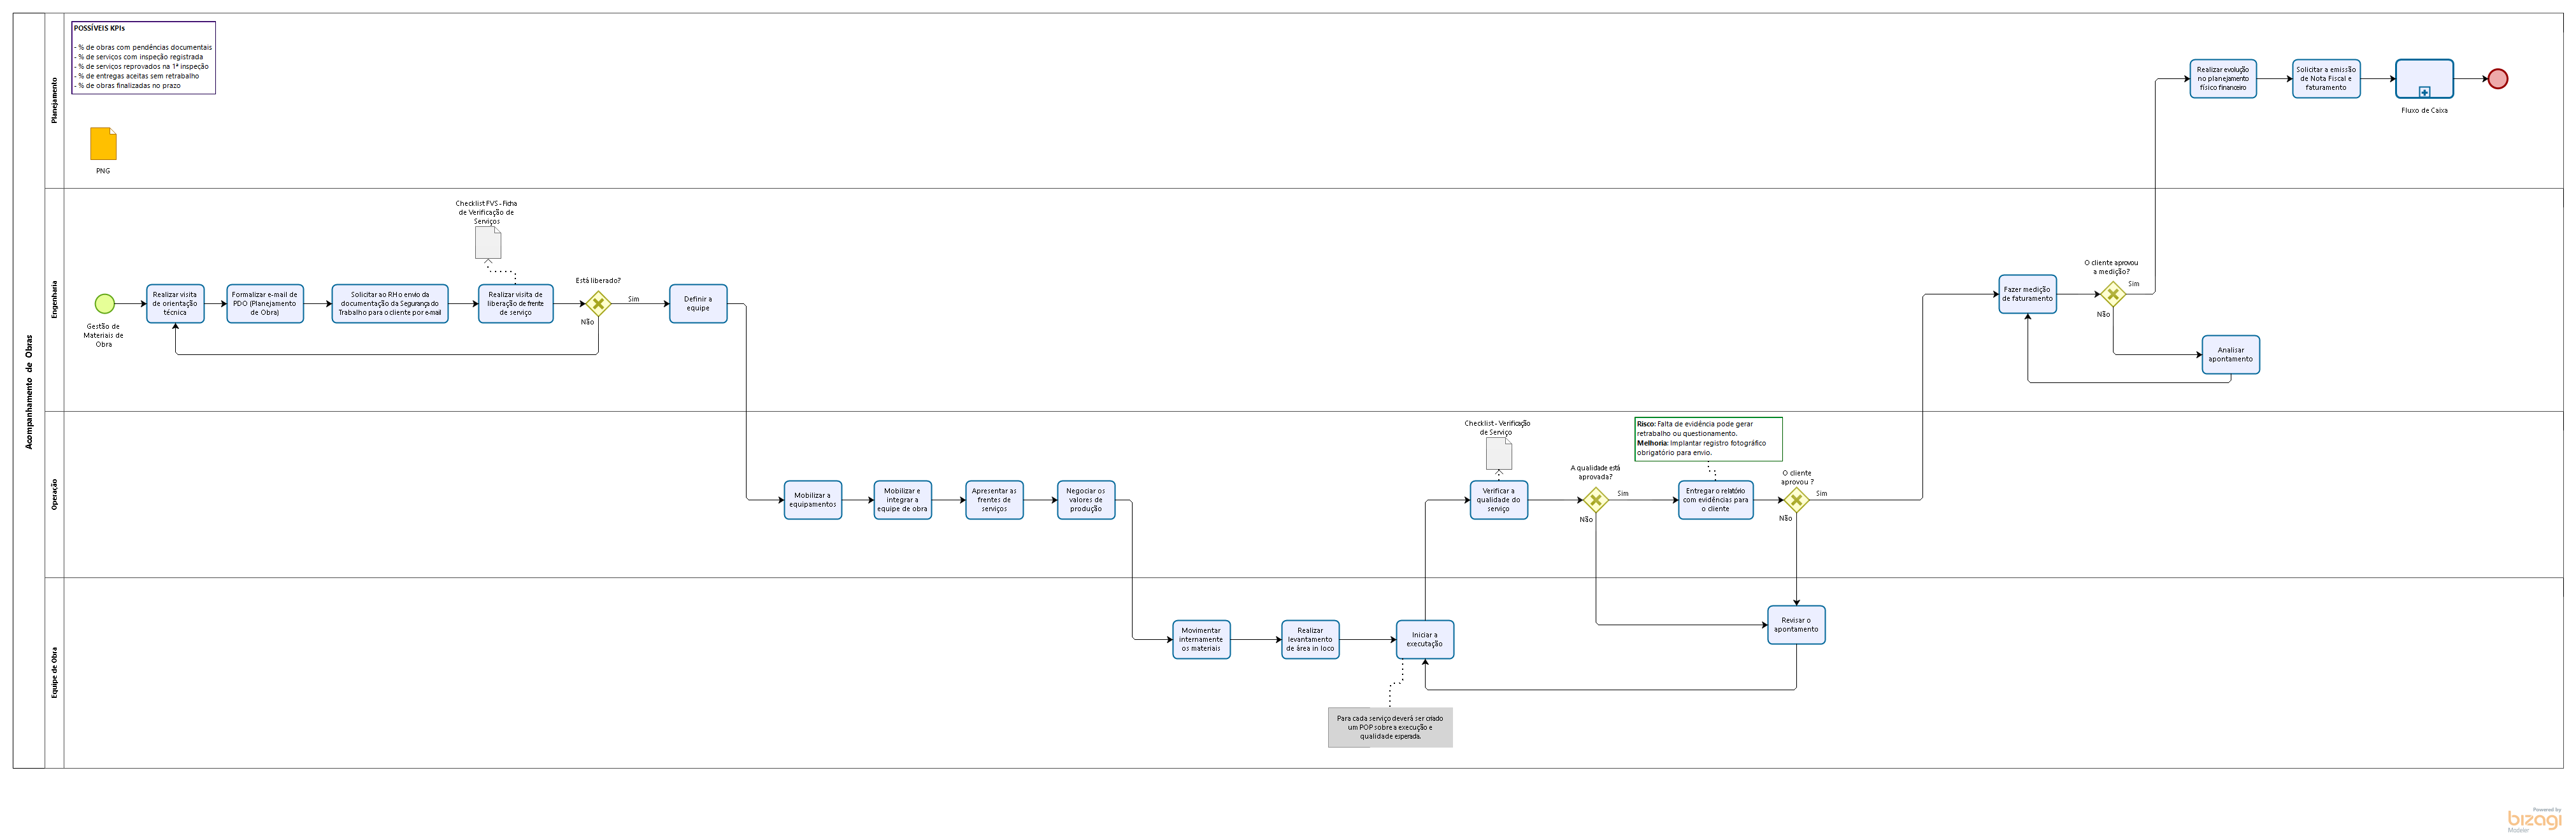 Acompanhamento de Obras
Planejamento
POSSÍVEIS KPIs
- % de obras com pendências documentais
- % de serviços com inspeção registrada
- % de serviços reprovados na 1ª inspeção
- % de entregas aceitas sem retrabalho
- % de obras finalizadas no prazo
PNG
Realizar evolução
no planejamento
físico financeiro
Solicitar a emissão
de Nota Fiscal e
faturamento
Fluxo de Caixa
Engenharia
Gestão de
Materiais de
Obra
Realizar visita
de orientação
técnica
Formalizar e-mail de
PDO (Planejamento
de Obra)
Solicitar ao RH o envio da
documentação da Segurança do
Trabalho para o cliente por e-mail
Checklist FVS - Ficha
de Verificação de
Serviços
Realizar visita de
liberação de frente
de serviço
Está liberado?
Sim
Não
Definir a
equipe
Fazer medição
de faturamento
O cliente aprovou
a medição?
Sim
Não
Analisar
apontamento
Operação
Mobilizar a
equipamentos
Mobilizar e
integrar a
equipe de obra
Apresentar as
frentes de
serviços
Negociar os
valores de
produção
Checklist - Verificação
de Serviço
Verificar a
qualidade do
serviço
A qualidade está
aprovada?
Sim
Não
Risco: Falta de evidência pode gerar
retrabalho ou questionamento.
Melhoria: Implantar registro fotográfico
obrigatório para envio.
Entregar o relatório
com evidências para
o cliente
O cliente
aprovou ?
Sim
Não
Equipe de Obra
Movimentar
internamente
os materiais
Realizar
levantamento
de área in loco
Iniciar a
executação
Revisar o
apontamento
Para cada serviço deverá ser criado
um POP sobre a execução e
qualidade esperada.
Powered by
bizagi
Modeler